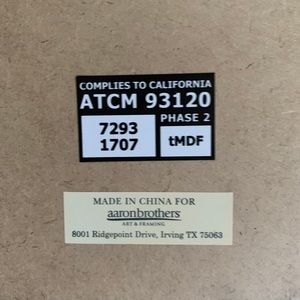 COMPLIES TO CALIFORNIA
ATCM 93120
PHASE 2
7293
1707
tMDF
MADE IN CHINA FOR
aaronbrothers
ART & FRAMING
8001 Ridgepoint Drive, Irving TX 75063